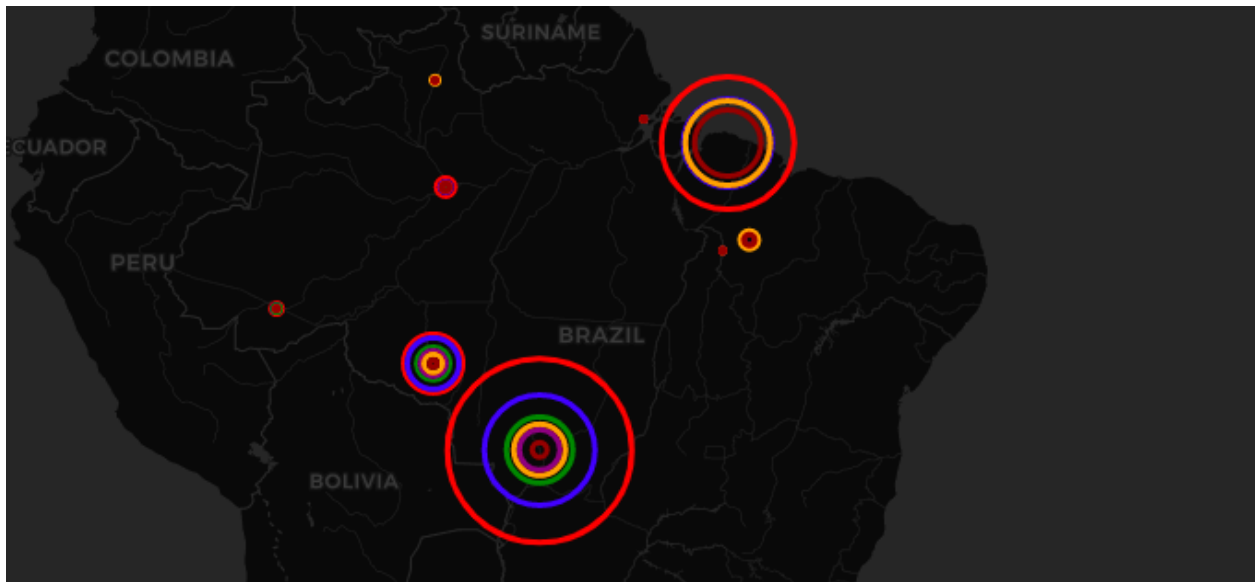 SURINAME
COLOMBIA
ECUADOR
PERU
BRAZIL
BOLIVIA